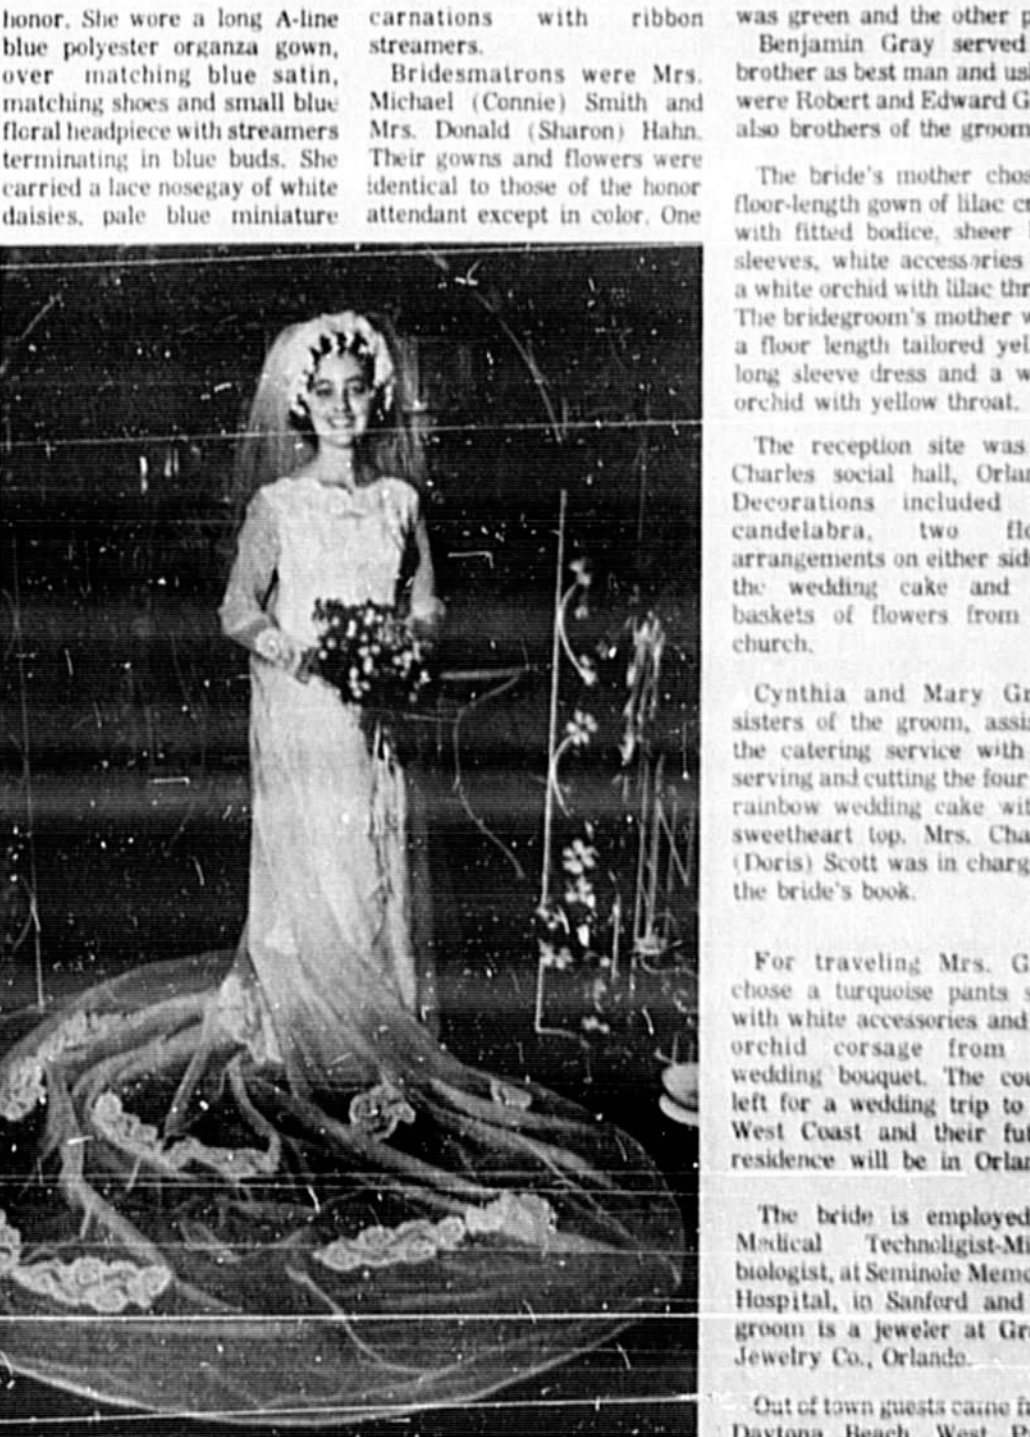 honor. She wore a long A-line
blue polyester organza gown,
over matching blue satin,
matching shoes and small blue
floral headpiece with streamers
terminating in blue buds. She
carried a lace nosegay of white
daisies, pale blue miniature
carnations with ribbon
streamers.
Bridesmatrons were Mrs.
Michael (Connie) Smith and
Mrs. Donald (Sharon) Hahn.
Their gowns and flowers were
identical to those of the honor
attendant except in color. One
was green and the other
Benjamin Gray served
brother as best man and
were Robert and Edward
also brothers of the groom
The bride's mother
floor-length gown of lilac
with fitted bodice, sheer
sleeves, white accessories
a white orchid with lilac
The bridegroom's mother
a floor length tailored
long sleeve dress and a
orchid with yellow throat.
The reception site was
Charles social hall,
Decorations included
candelabra, two
arrangements on either
the wedding cake and
baskets of flowers from
church.
Cynthia and Mary
sisters of the groom,
the catering service with
serving and cutting the four
rainbow wedding cake
sweetheart top. Mrs.
(Doris) Scott was in
the bride's book.
For traveling Mrs.
chose a turquoise pants
with white accessories and
orchid corsage from
wedding bouquet. The
left for a wedding trip to
West Coast and their
residence will be in
The bride is employed
Medical Technoligist-
biologist, at Seminole
Hospital, in Sanford and
groom is a jeweler at
Jewelry Co., Orlando.
Out of town guests came
Daytona Beach, West